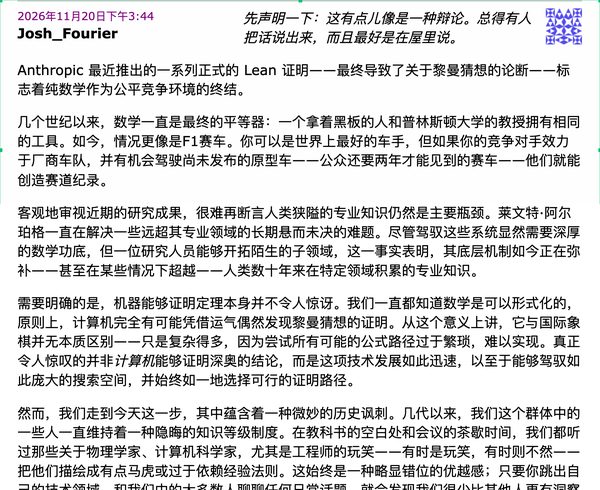 2026年11月20日下午3:44
Josh_Fourier
先声明一下：这有点儿像是一种辩论。总得有人
把话说出来，而且最好是在屋里说。
Anthropic 最近推出的一系列正式的 Lean 证明——最终导致了关于黎曼猜想的论断——标
志着纯数学作为公平竞争环境的终结。
几个世纪以来，数学一直是最终的平等器：一个拿着黑板的人和普林斯顿大学的教授拥有相同
的工具。如今，情况更像是F1赛车。你可以是世界上最好的车手，但如果你的竞争对手效力
于厂商车队，并有机会驾驶尚未发布的原型车——公众还要两年才能见到的赛车——他们就能
创造赛道纪录。
客观地审视近期的研究成果，很难再断言人类狭隘的专业知识仍然是主要瓶颈。莱文特·阿尔
珀格一直在解决一些远超其专业领域的长期悬而未决的难题。尽管驾驭这些系统显然需要深厚
的数学功底，但一位研究人员能够开拓陌生的子领域，这一事实表明，其底层机制如今正在弥
补——甚至在某些情况下超越——人类数十年来在特定领域积累的专业知识。
需要明确的是，机器能够证明定理本身并不令人惊讶。我们一直都知道数学是可以形式化的，
原则上，计算机完全有可能凭借运气偶然发现黎曼猜想的证明。从这个意义上讲，它与国际象
棋并无本质区别——只是复杂得多，因为尝试所有可能的公式路径过于繁琐，难以实现。真正
令人惊叹的并非计算机能够证明深奥的结论，而是这项技术发展如此迅速，以至于能够驾驭如
此庞大的搜索空间，并始终如一地选择可行的证明路径。
然而，我们走到今天这一步，其中蕴含着一种微妙的历史讽刺。几代以来，我们这个群体中的
一些人一直维持着一种隐晦的知识等级制度。在教科书的空白处和会议的茶歇时间，我们都听
过那些关于物理学家、计算机科学家，尤其是工程师的玩笑——有时是玩笑，有时则不然——
把他们描绘成有点马虎或过于依赖经验法则。这始终是一种略显错位的优越感；只要你跳出自